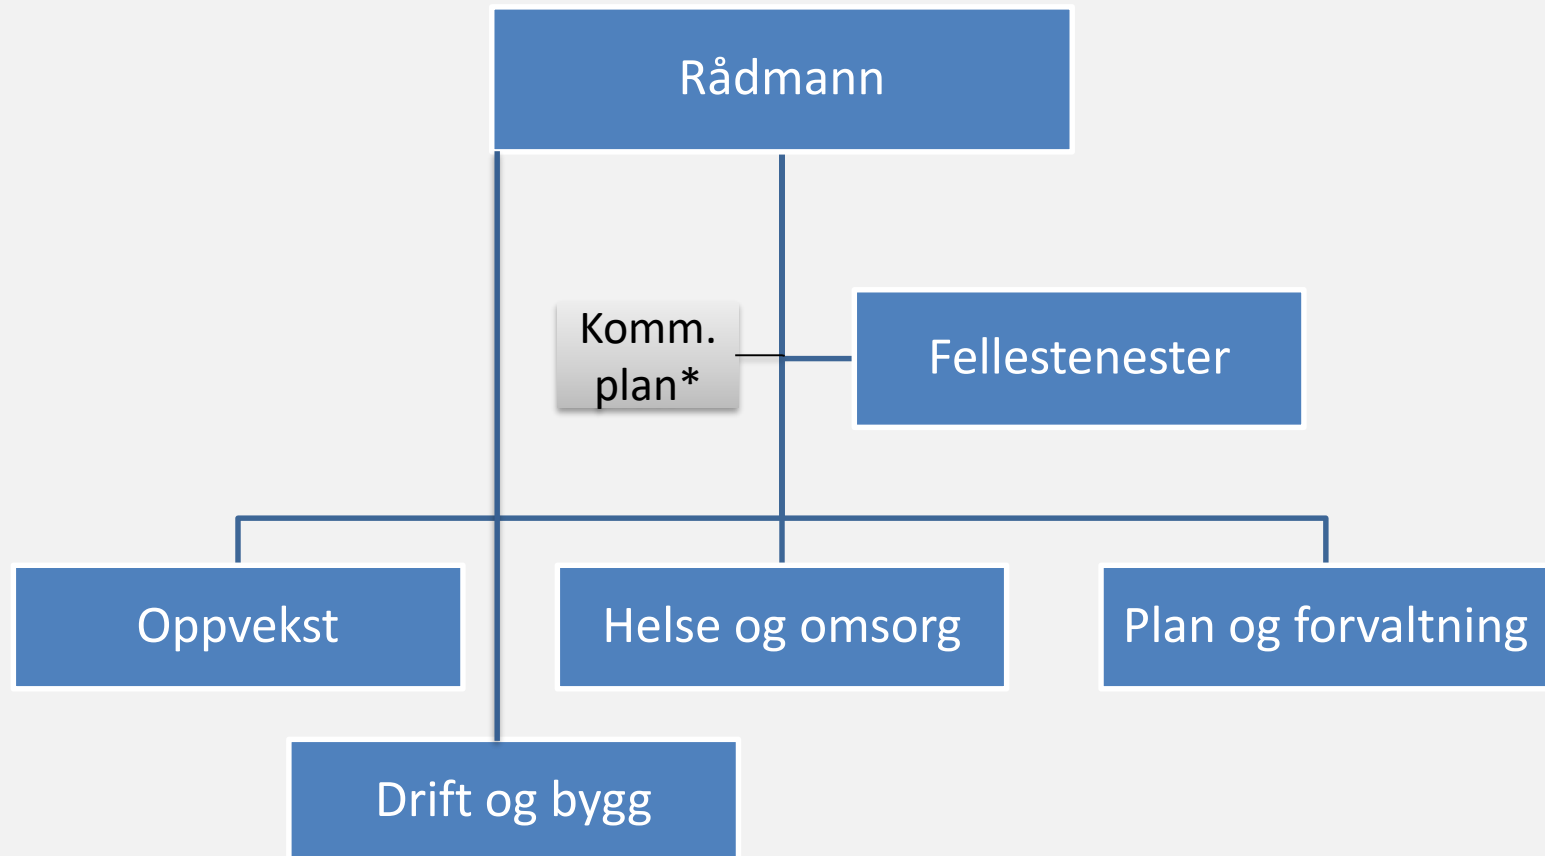 Rådmann
Komm.
plan*
Fellestenester
Oppvekst
Helse og omsorg
Plan og forvaltning
Drift og bygg